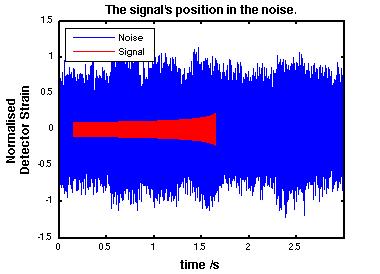 The signal's position in the noise.
1.5
Noise
Signal
1
0.5
0
-0.5
-1
-1.5
Normalised
Detector Strain
0 0.5 1 1.5 2 2.5
time /s